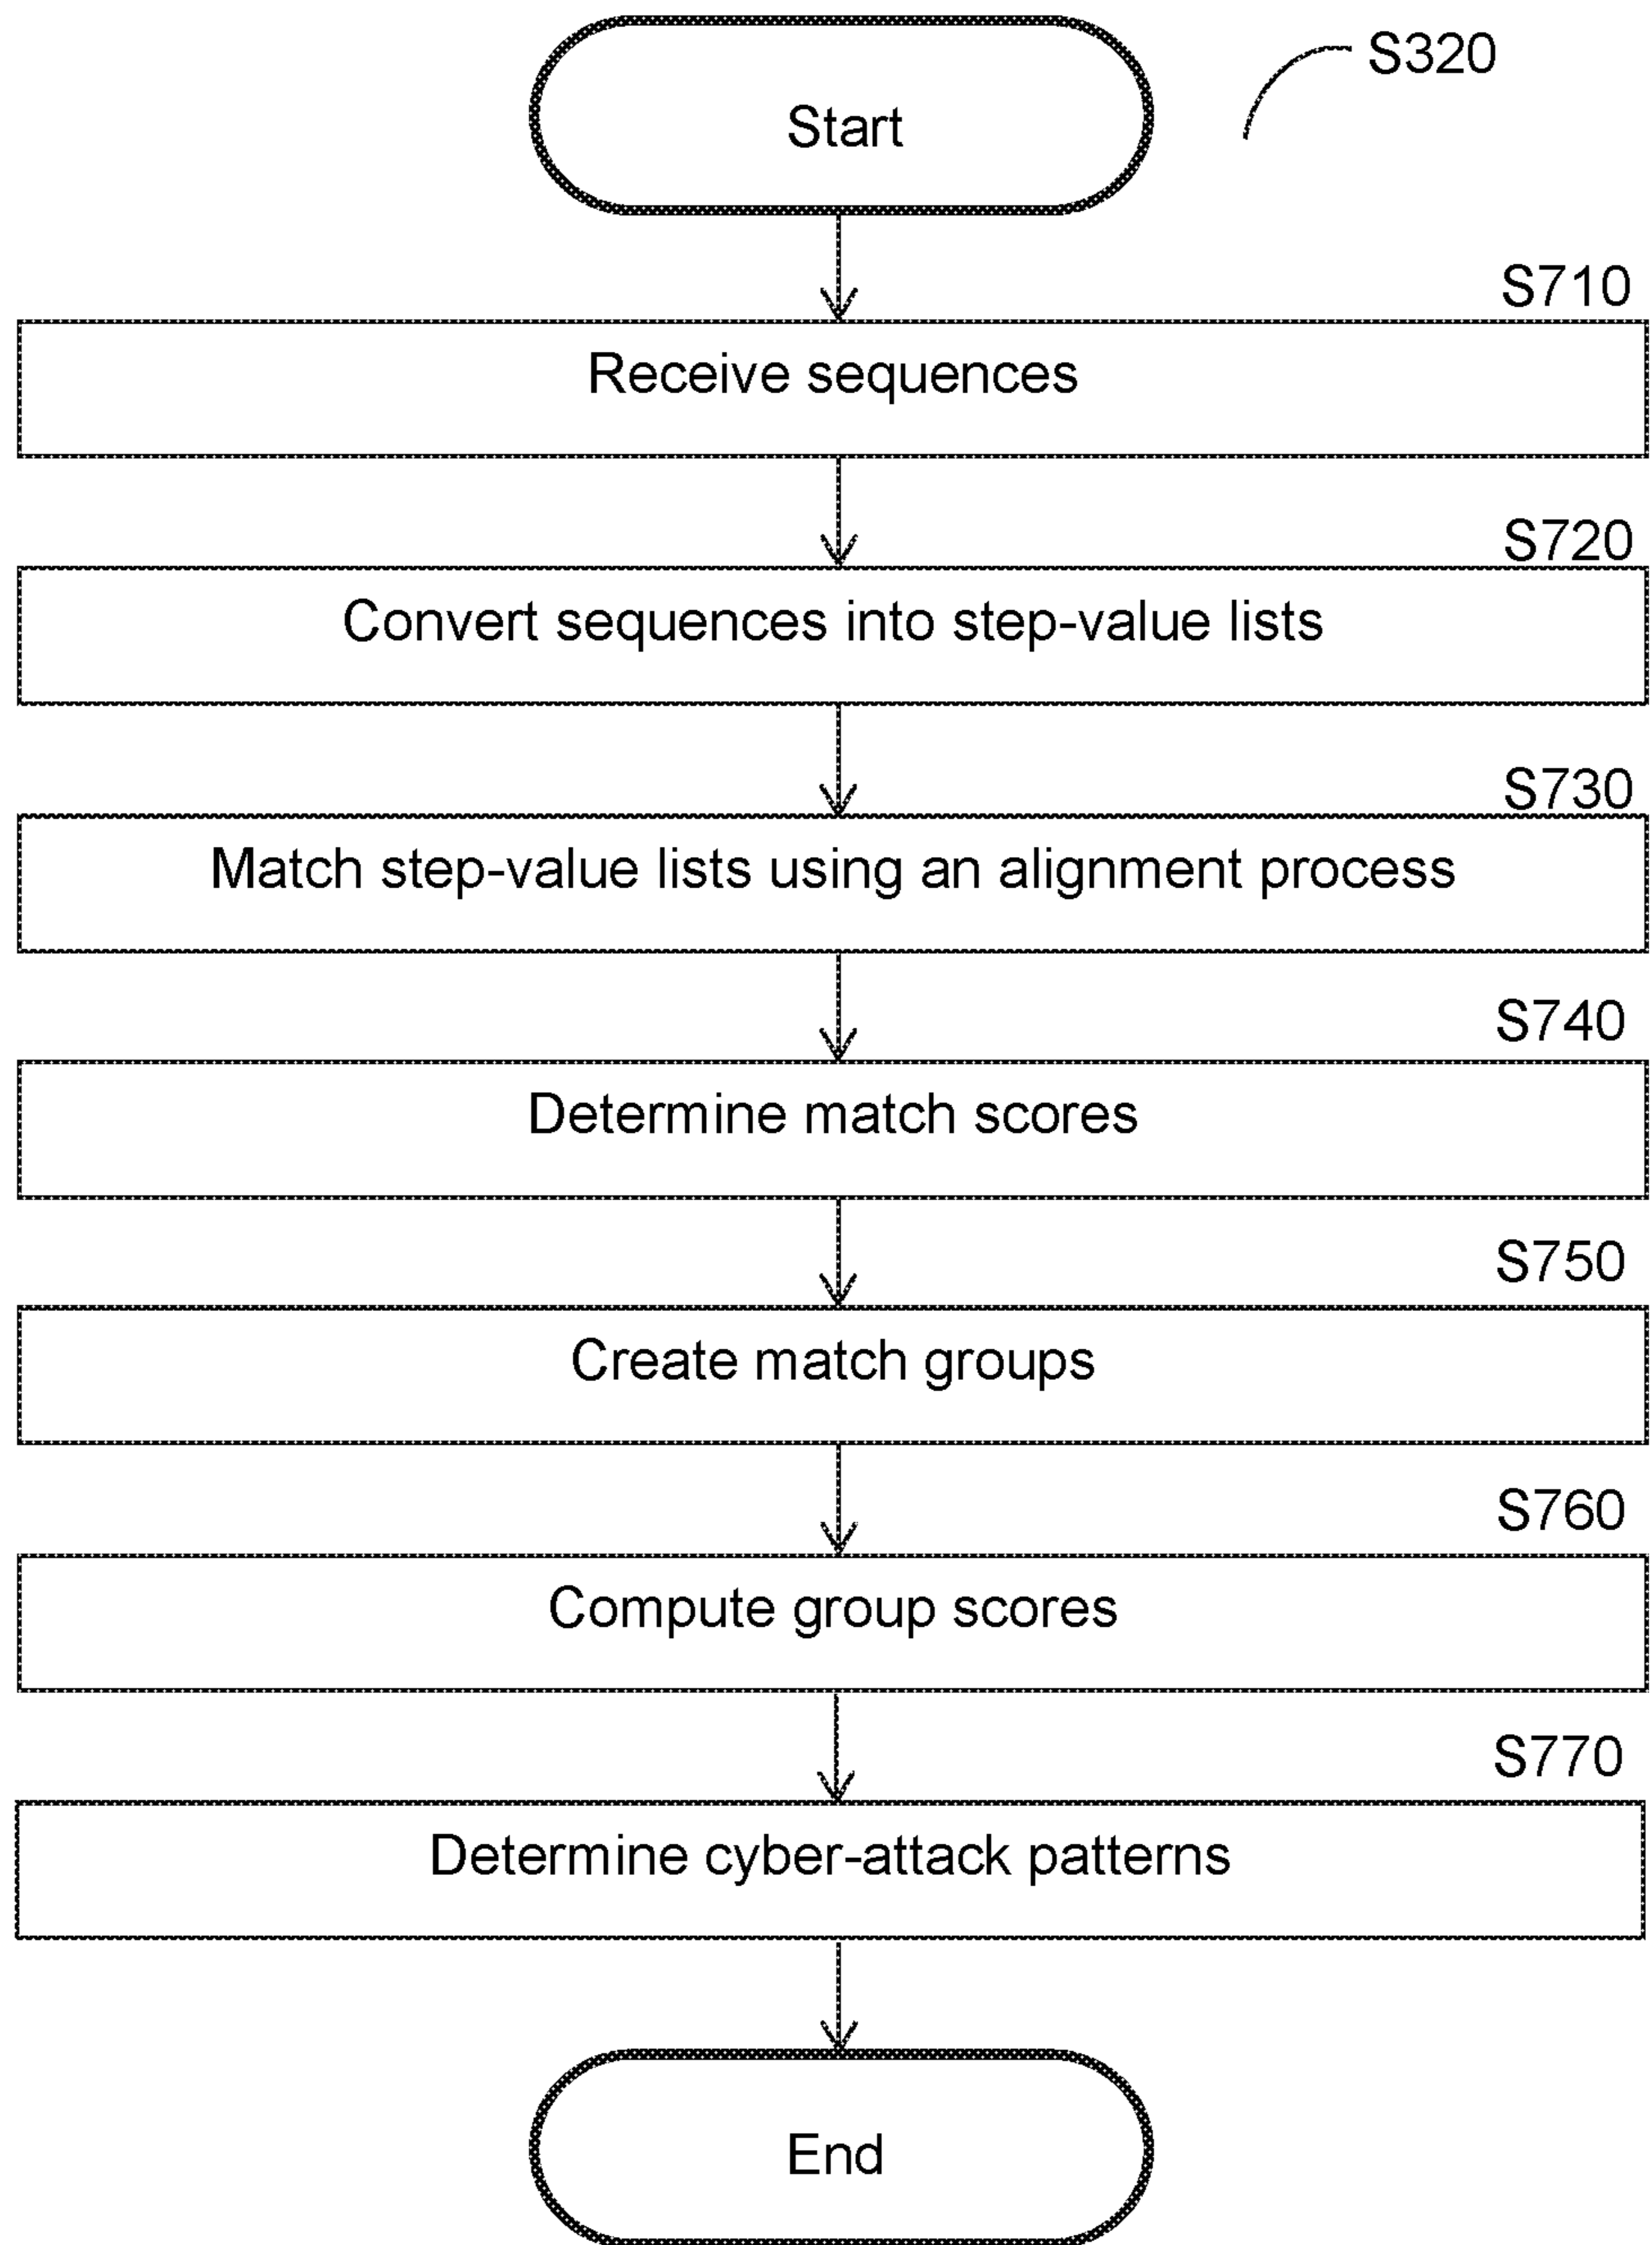 Start
S320
S710
Receive sequences
S720
Convert sequences into step-value lists
S730
Match step-value lists using an alignment process
S740
Determine match scores
S750
Create match groups
S760
Compute group scores
S770
Determine cyber-attack patterns
End